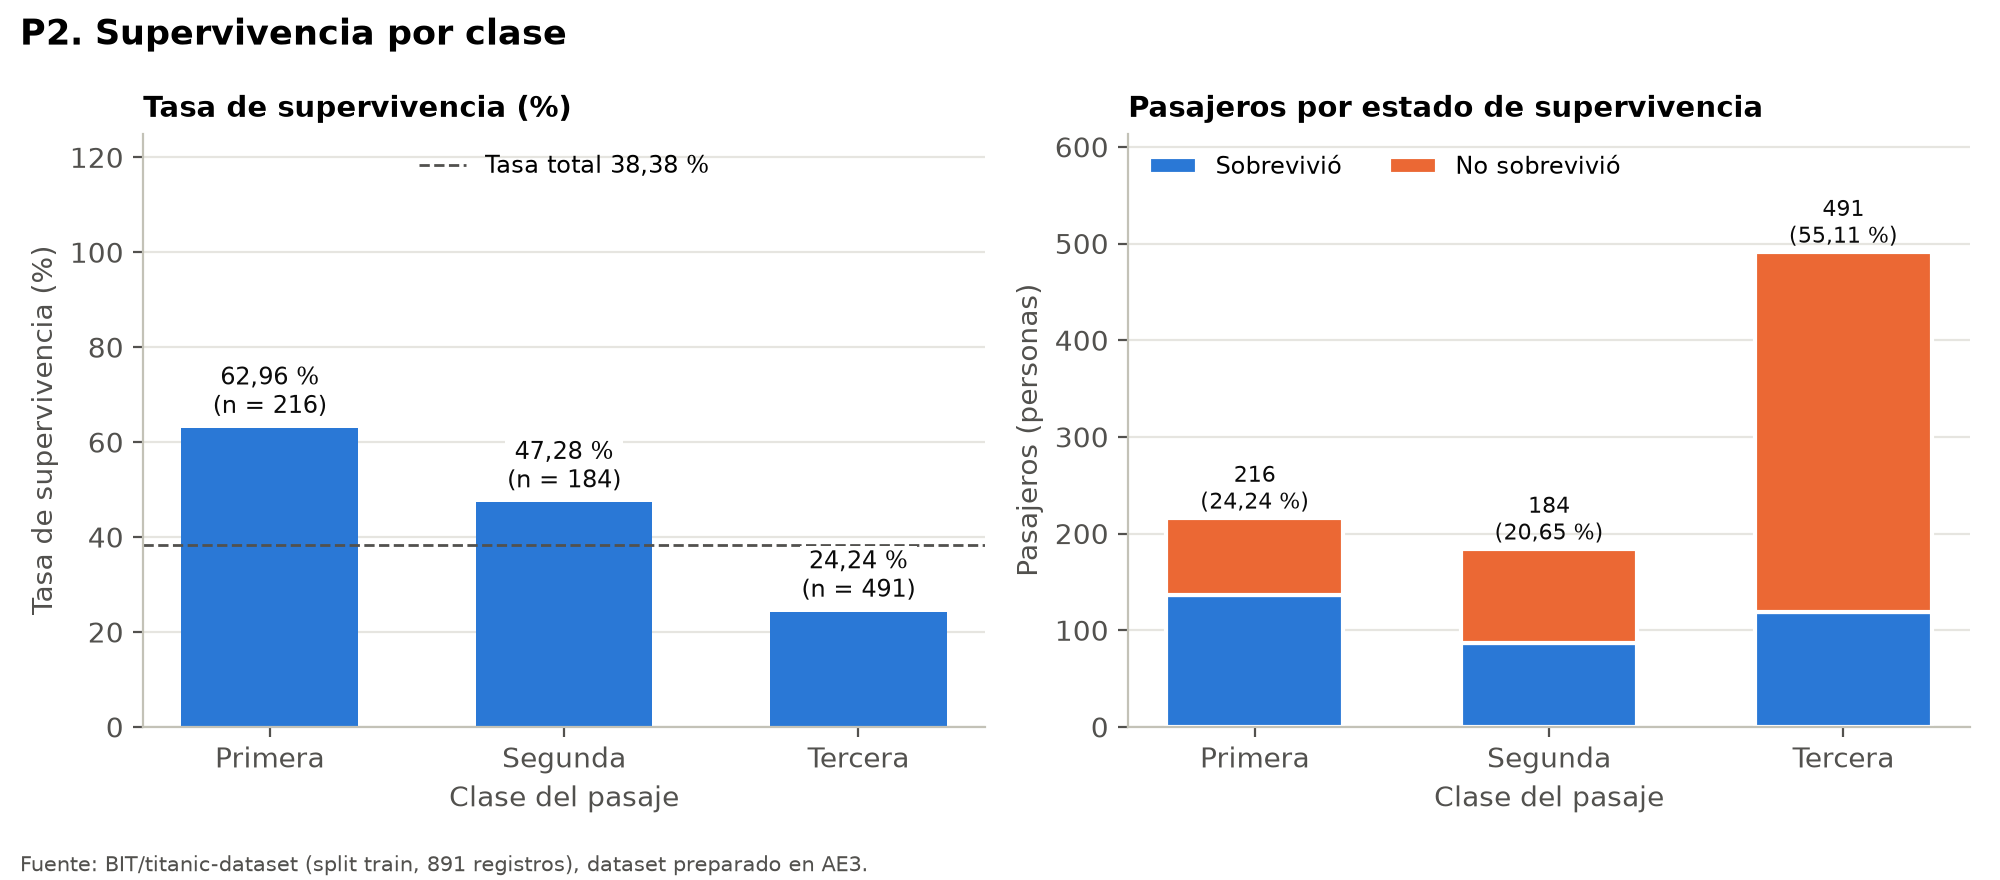 P2. Supervivencia por clase
Tasa de supervivencia (%)
Tasa de supervivencia (%)
120
100
80
60
40
20
0
Tasa total 38,38 %
62,96 %
(n = 216)
47,28 %
(n = 184)
24,24 %
(n = 491)
Primera
Segunda
Tercera
Clase del pasaje
Pasajeros por estado de supervivencia
Pasajeros (personas)
600
500
400
300
200
100
0
Sobrevivió
No sobrevivió
216
(24,24 %)
184
(20,65 %)
491
(55,11 %)
Primera
Segunda
Tercera
Clase del pasaje
Fuente: BIT/titanic-dataset (split train, 891 registros), dataset preparado en AE3.